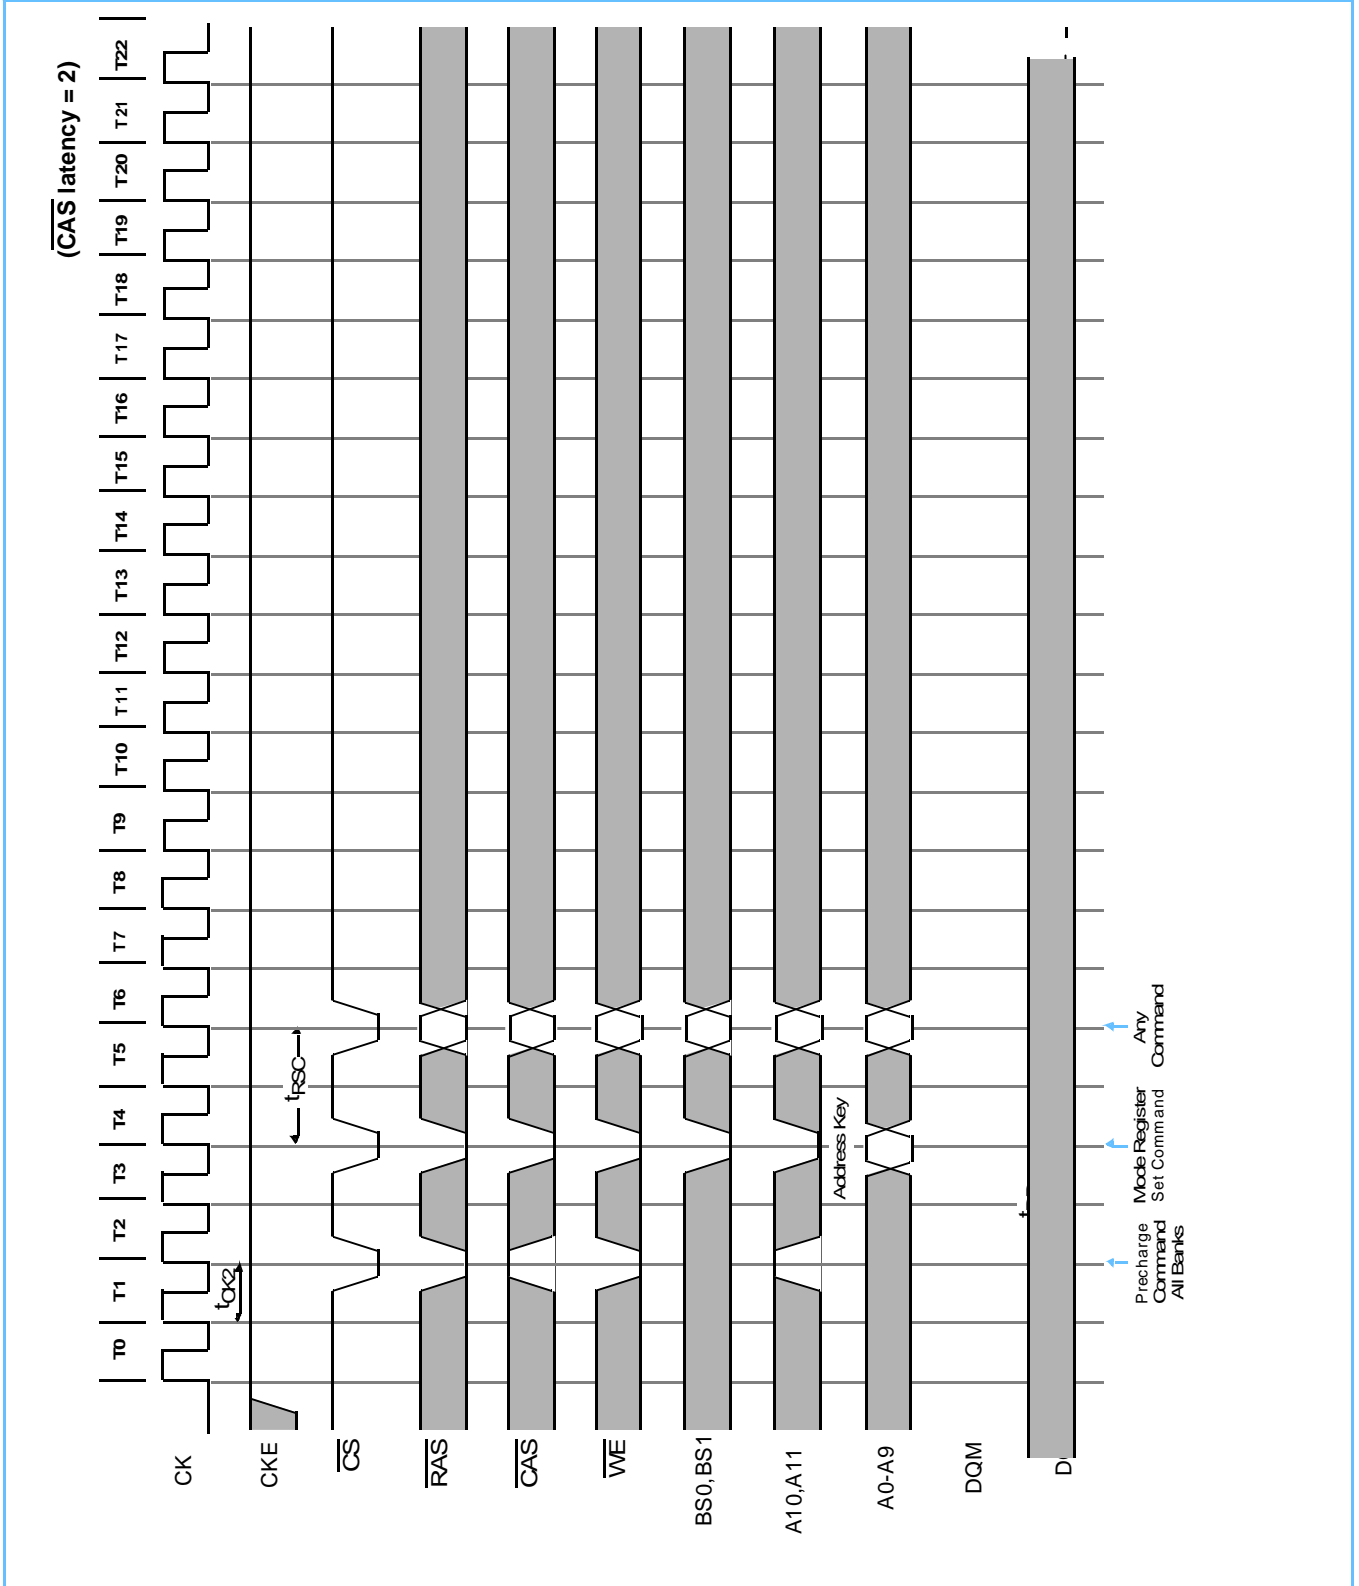 (CAS latency = 2)
T0 T1 T2 T3 T4 T5 T6 T7 T8 T9 T10 T11 T12 T13 T14 T15 T16 T17 T18 T19 T20 T21 T22
CK
tCK2
CKE
tRSC
CS
RAS
CAS
WE
BS0,BS1
A10,A11
Address Key
A0-A9
DQM
Precharge
Command
All Banks
Mode Register
Set Command
Any
Command